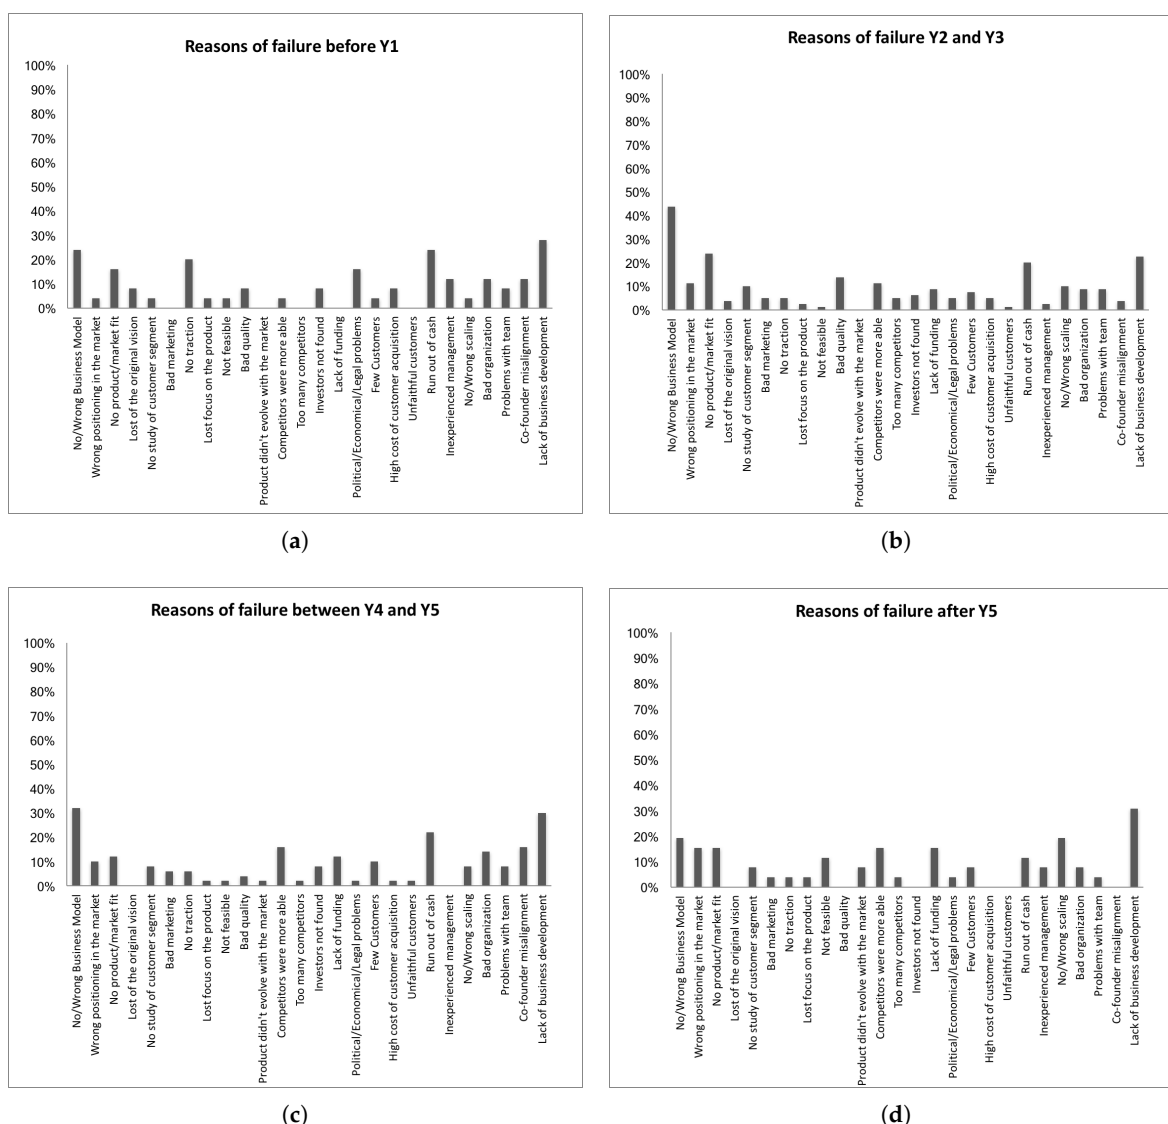 Reasons of failure before Y1
100%
90%
80%
70%
60%
50%
40%
30%
20%
10%
0%
No/Wrong Business Model
Wrong positioning in the market
No product/market fit
Lost of the original vision
No study of customer segment
Bad marketing
No traction
Lost focus on the product
Not feasible
Bad quality
Product didn't evolve with the market
Competitors were more able
Too many competitors
Investors not found
Lack of funding
Political/Economical/Legal problems
Few Customers
High cost of customer acquisition
Unfaithful customers
Run out of cash
Inexperienced management
No/Wrong scaling
Bad organization
Problems with team
Co-founder misalignment
Lack of business development
(a)
Reasons of failure Y2 and Y3
100%
90%
80%
70%
60%
50%
40%
30%
20%
10%
0%
No/Wrong Business Model
Wrong positioning in the market
No product/market fit
Lost of the original vision
No study of customer segment
Bad marketing
No traction
Lost focus on the product
Not feasible
Bad quality
Product didn't evolve with the market
Competitors were more able
Too many competitors
Investors not found
Lack of funding
Political/Economical/Legal problems
Few Customers
High cost of customer acquisition
Unfaithful customers
Run out of cash
Inexperienced management
No/Wrong scaling
Bad organization
Problems with team
Co-founder misalignment
Lack of business development
(b)
Reasons of failure between Y4 and Y5
100%
90%
80%
70%
60%
50%
40%
30%
20%
10%
0%
No/Wrong Business Model
Wrong positioning in the market
No product/market fit
Lost of the original vision
No study of customer segment
Bad marketing
No traction
Lost focus on the product
Not feasible
Bad quality
Product didn't evolve with the market
Competitors were more able
Too many competitors
Investors not found
Lack of funding
Political/Economical/Legal problems
Few Customers
High cost of customer acquisition
Unfaithful customers
Run out of cash
Inexperienced management
No/Wrong scaling
Bad organization
Problems with team
Co-founder misalignment
Lack of business development
(c)
Reasons of failure after Y5
100%
90%
80%
70%
60%
50%
40%
30%
20%
10%
0%
No/Wrong Business Model
Wrong positioning in the market
No product/market fit
Lost of the original vision
No study of customer segment
Bad marketing
No traction
Lost focus on the product
Not feasible
Bad quality
Product didn't evolve with the market
Competitors were more able
Too many competitors
Investors not found
Lack of funding
Political/Economical/Legal problems
Few Customers
High cost of customer acquisition
Unfaithful customers
Run out of cash
Inexperienced management
No/Wrong scaling
Bad organization
Problems with team
Co-founder misalignment
Lack of business development
(d)